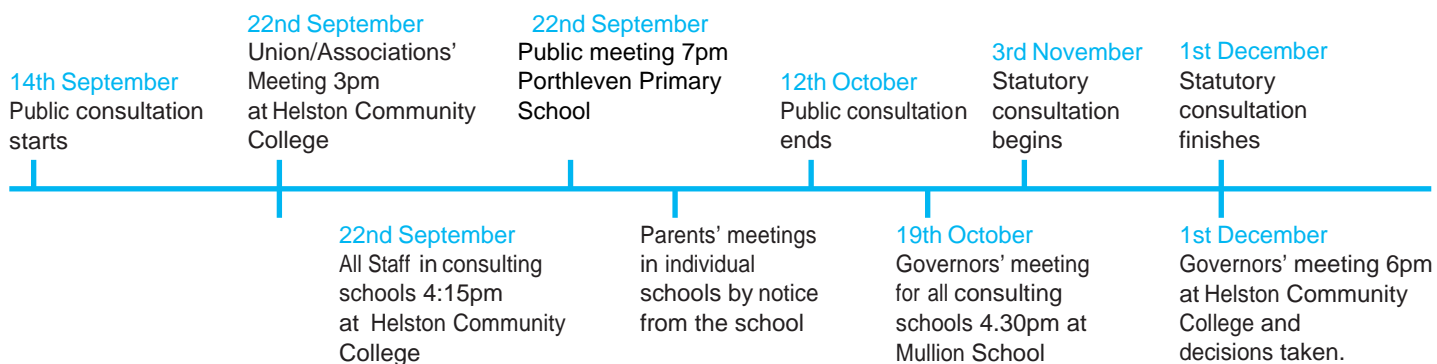 14th September
Public consultation
starts
22nd September
Union/Associations’
Meeting 3pm
at Helston Community
College
22nd September
Public meeting 7pm
Porthleven Primary
School
12th October
Public consultation
ends
3rd November
Statutory
consultation
begins
1st December
Statutory
consultation
finishes
22nd September
All Staff in consulting
schools 4:15pm
at Helston Community
College
Parents’ meetings
in individual
schools by notice
from the school
19th October
Governors’ meeting
for all consulting
schools 4.30pm at
Mullion School
1st December
Governors’ meeting 6pm
at Helston Community
College and
decisions taken.